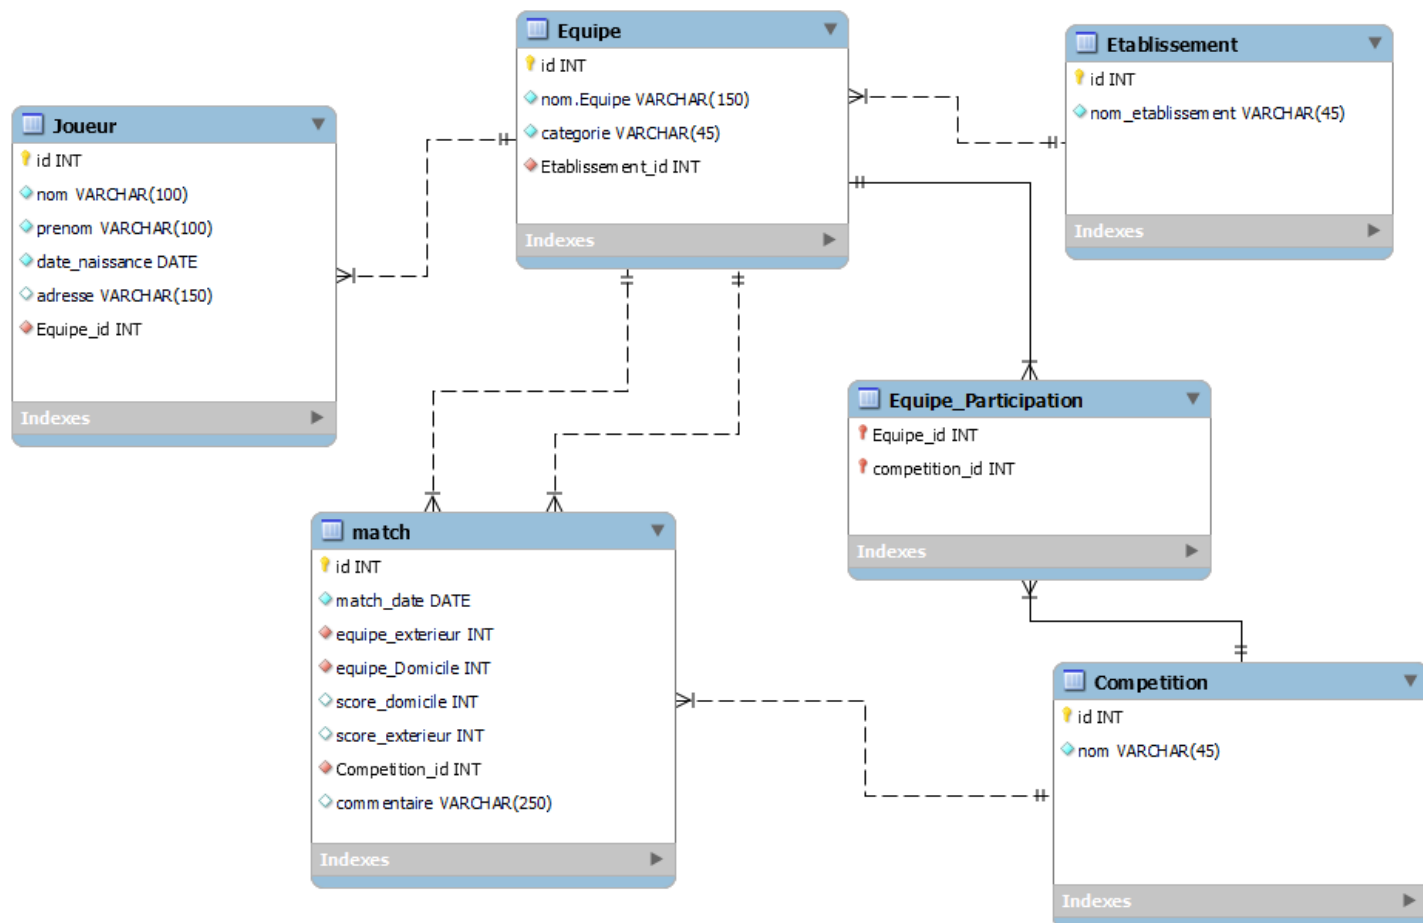 Equipe
id INT
nom.Equipe VARCHAR(150)
categorie VARCHAR(45)
Etablissement_id INT
Indexes
Etablissement
id INT
nom_etablissement VARCHAR(45)
Indexes
Joueur
id INT
nom VARCHAR(100)
prenom VARCHAR(100)
date_naissance DATE
adresse VARCHAR(150)
Equipe_id INT
Indexes
Equipe_Participation
Equipe_id INT
competition_id INT
Indexes
match
id INT
match_date DATE
equipe_exterieur INT
equipe_Domicile INT
score_domicile INT
score_exterieur INT
Competition_id INT
commentaire VARCHAR(250)
Indexes
Competition
id INT
nom VARCHAR(45)
Indexes